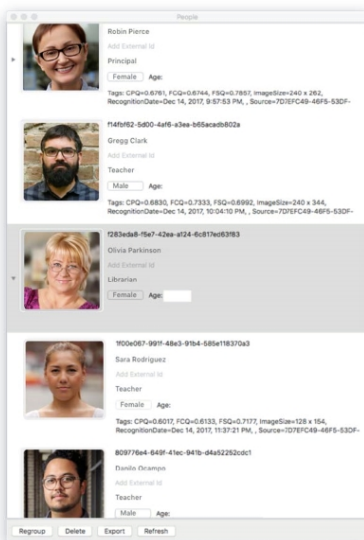 People
Robin Pierce
Add External Id
Principal
Female Age:
Tags: CPQ=0.6761, FCQ=0.6744, FSQ=0.7857, ImageSize=240 x 262,
RecognitionDate=Dec 14, 2017, 9:57:53 PM, , Source=7D7EFC49-46F5-53DF-
f14fbf62-5d00-4af6-a3ea-b65acadb802a
Gregg Clark
Add External Id
Teacher
Male Age:
Tags: CPQ=0.6830, FCQ=0.7333, FSQ=0.6992, ImageSize=240 x 344,
RecognitionDate=Dec 14, 2017, 10:04:10 PM, , Source=7D7EFC49-46F5-53DF-
f283eda8-f5e7-42ea-a124-6c817ed63f83
Olivia Parkinson
Add External Id
Librarian
Female Age:
1f00e067-991f-48e3-91b4-585e118370a3
Sara Rodriguez
Add External Id
Teacher
Female Age:
Tags: CPQ=0.6017, FCQ=0.6133, FSQ=0.7177, ImageSize=128 x 154,
RecognitionDate=Dec 14, 2017, 11:37:21 PM, , Source=7D7EFC49-46F5-53DF-
809776e4-649f-41ec-941b-d4a52252cdc1
Danilo Ocampo
Add External Id
Teacher
Male Age:
Regroup Delete Export Refresh